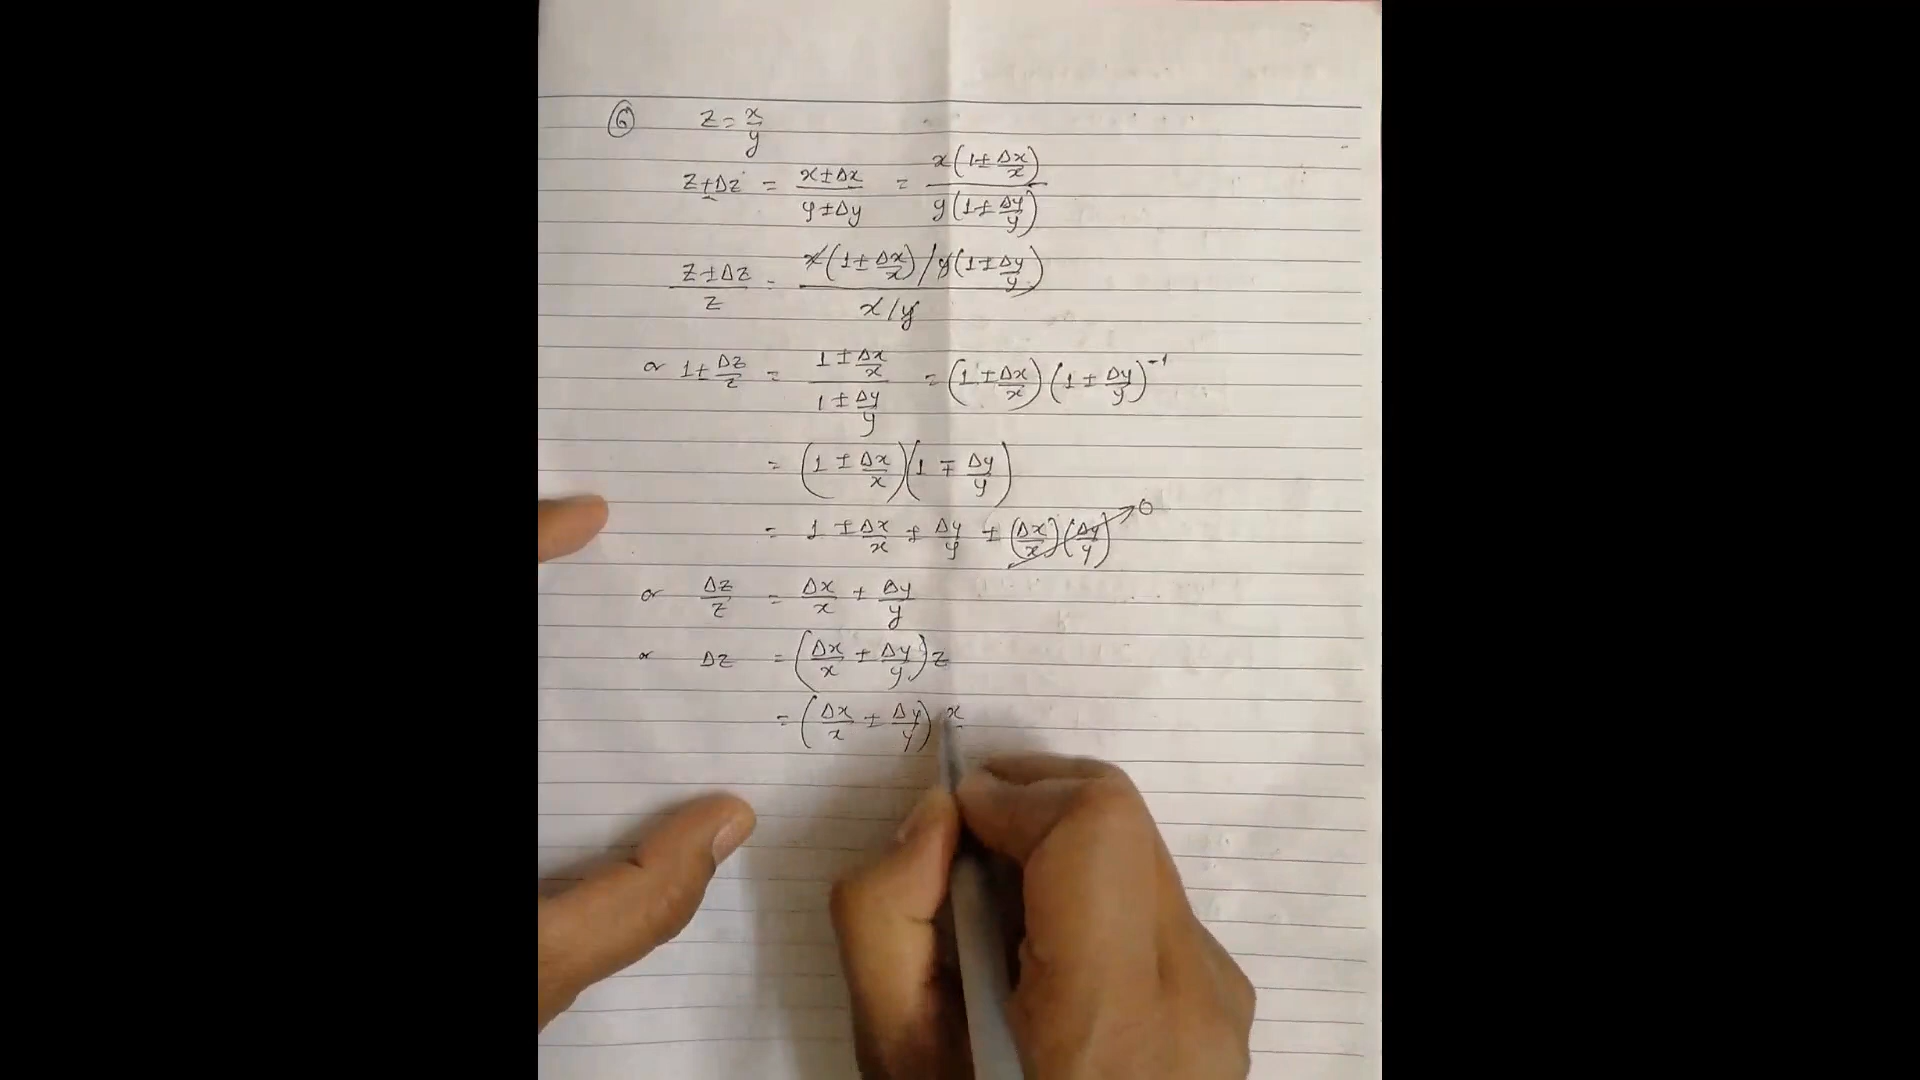 6 z = x/y
z ± Δz = (x ± Δx)/(y ± Δy) = x(1 ± Δx/x)/y(1 ± Δy/y)
(z ± Δz)/z = x(1 ± Δx/x)/y(1 ± Δy/y) / x/y
or 1 ± Δz/z = (1 ± Δx/x)/(1 ± Δy/y) = (1 ± Δx/x)(1 ± Δy/y)⁻¹
= (1 ± Δx/x)(1 ∓ Δy/y)
= 1 ± Δx/x ± Δy/y ± (Δx/x)(Δy/y) → 0
or Δz/z = Δx/x ± Δy/y
or Δz = (Δx/x ± Δy/y)z
= (Δx/x ± Δy/y) x